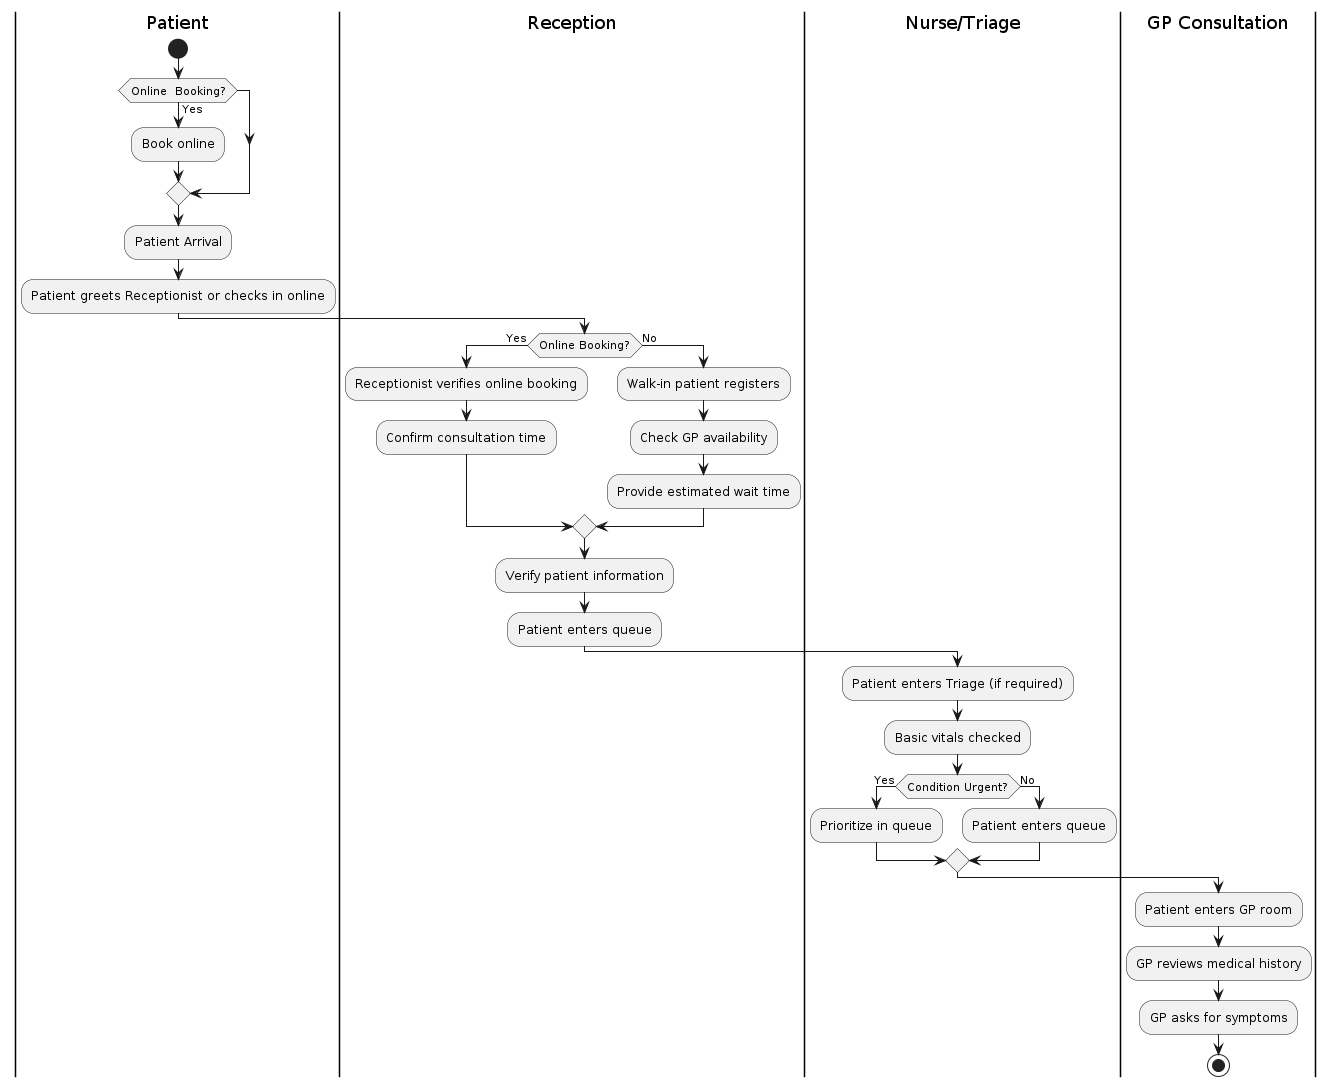 Patient
Reception
Nurse/Triage
GP Consultation
Online  Booking?
Yes
Book online
Patient Arrival
Patient greets Receptionist or checks in online
Yes
Online Booking?
No
Receptionist verifies online booking
Walk-in patient registers
Confirm consultation time
Check GP availability
Provide estimated wait time
Verify patient information
Patient enters queue
Patient enters Triage (if required)
Basic vitals checked
Yes
Condition Urgent?
No
Prioritize in queue
Patient enters queue
Patient enters GP room
GP reviews medical history
GP asks for symptoms